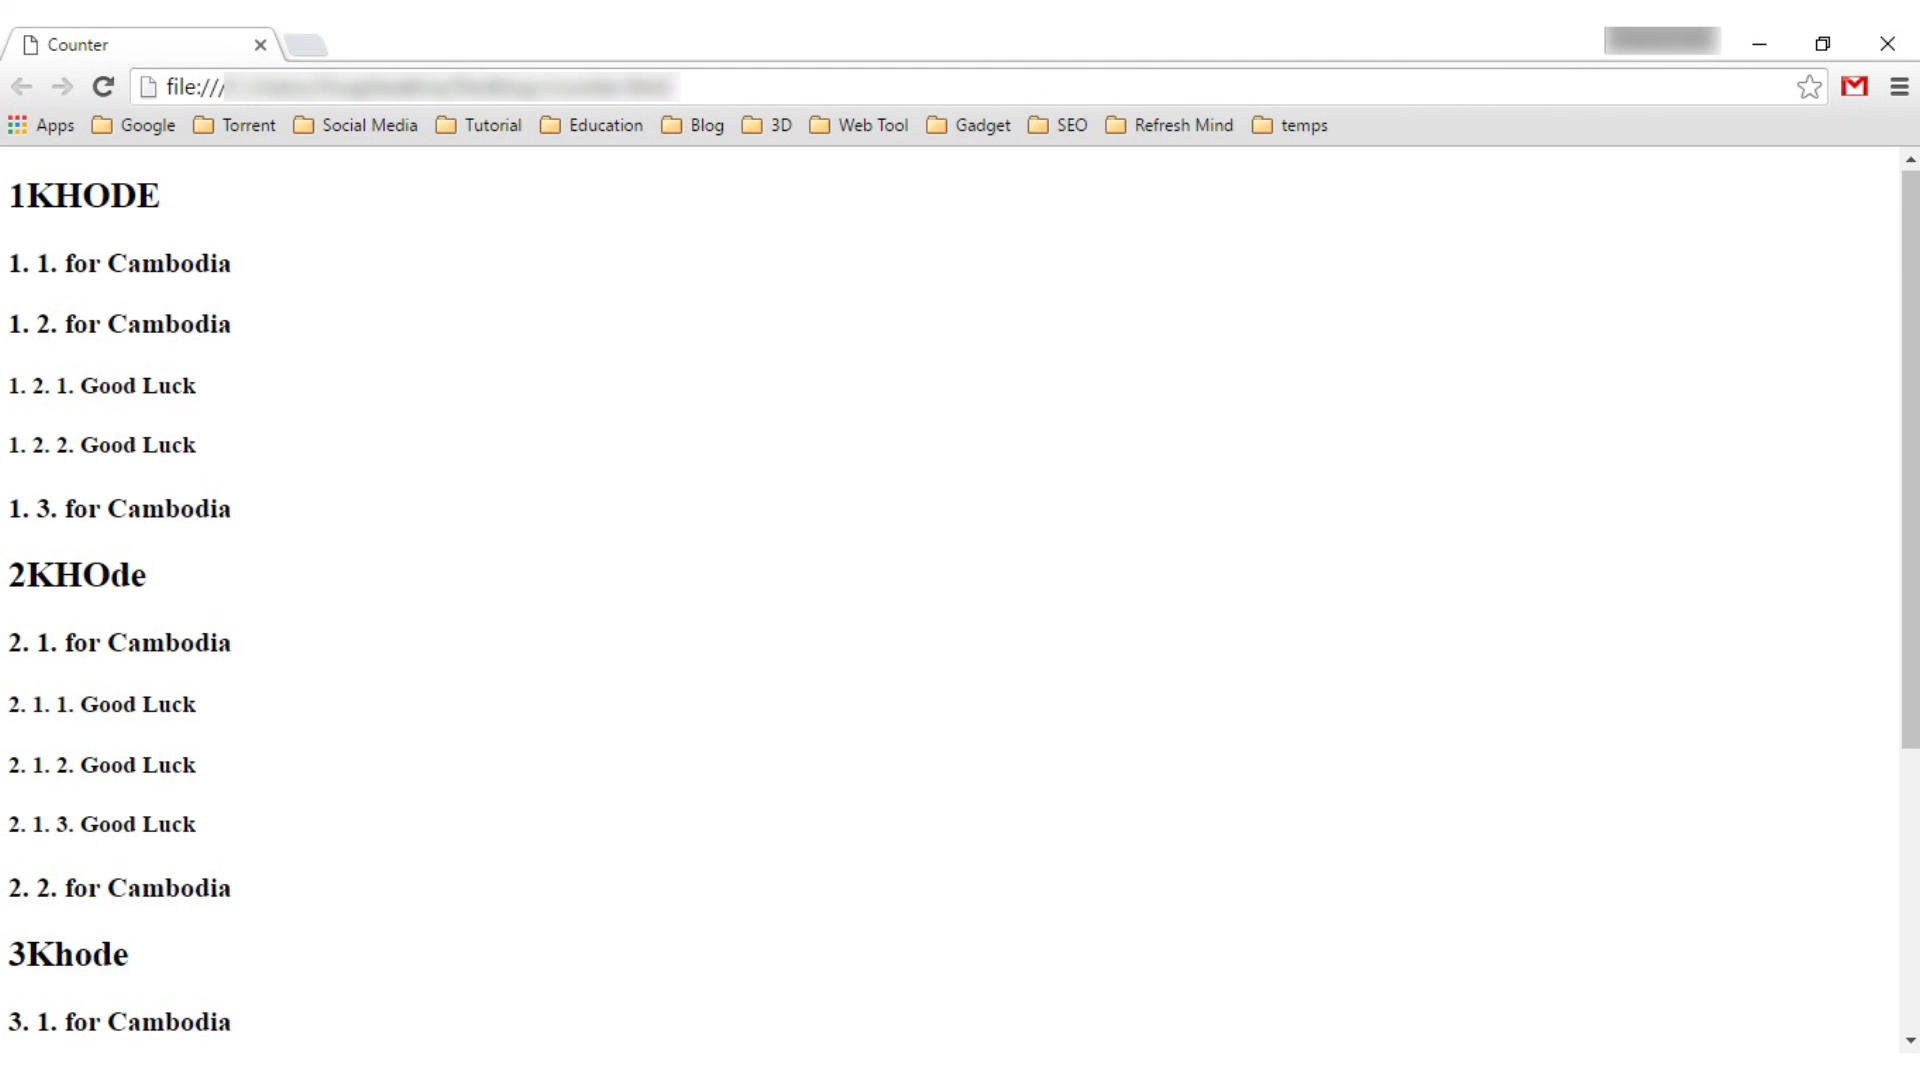 Counter
file:///
Apps Google Torrent Social Media Tutorial Education Blog 3D Web Tool Gadget SEO Refresh Mind temps
1KHODE
1. 1. for Cambodia
1. 2. for Cambodia
1. 2. 1. Good Luck
1. 2. 2. Good Luck
1. 3. for Cambodia
2KHOde
2. 1. for Cambodia
2. 1. 1. Good Luck
2. 1. 2. Good Luck
2. 1. 3. Good Luck
2. 2. for Cambodia
3Khode
3. 1. for Cambodia